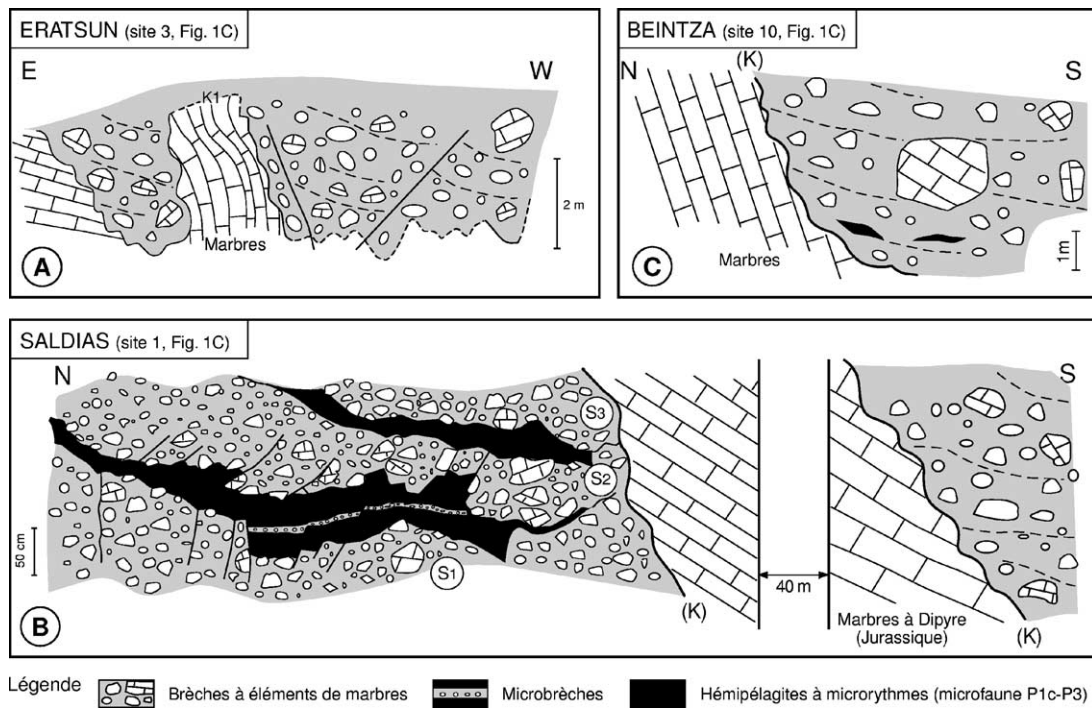 ERATSUN (site 3, Fig. 1C)
E
W
K1
Marbres
2 m
A
BEINTZA (site 10, Fig. 1C)
N
(K)
S
Marbres
1m
C
SALDIAS (site 1, Fig. 1C)
N
S
S3
S2
S1
50 cm
(K)
40 m
Marbres à Dipyre
(Jurassique)
(K)
B
Légende
Brèches à éléments de marbres
Microbrèches
Hémipélagites à microrythmes (microfaune P1c-P3)